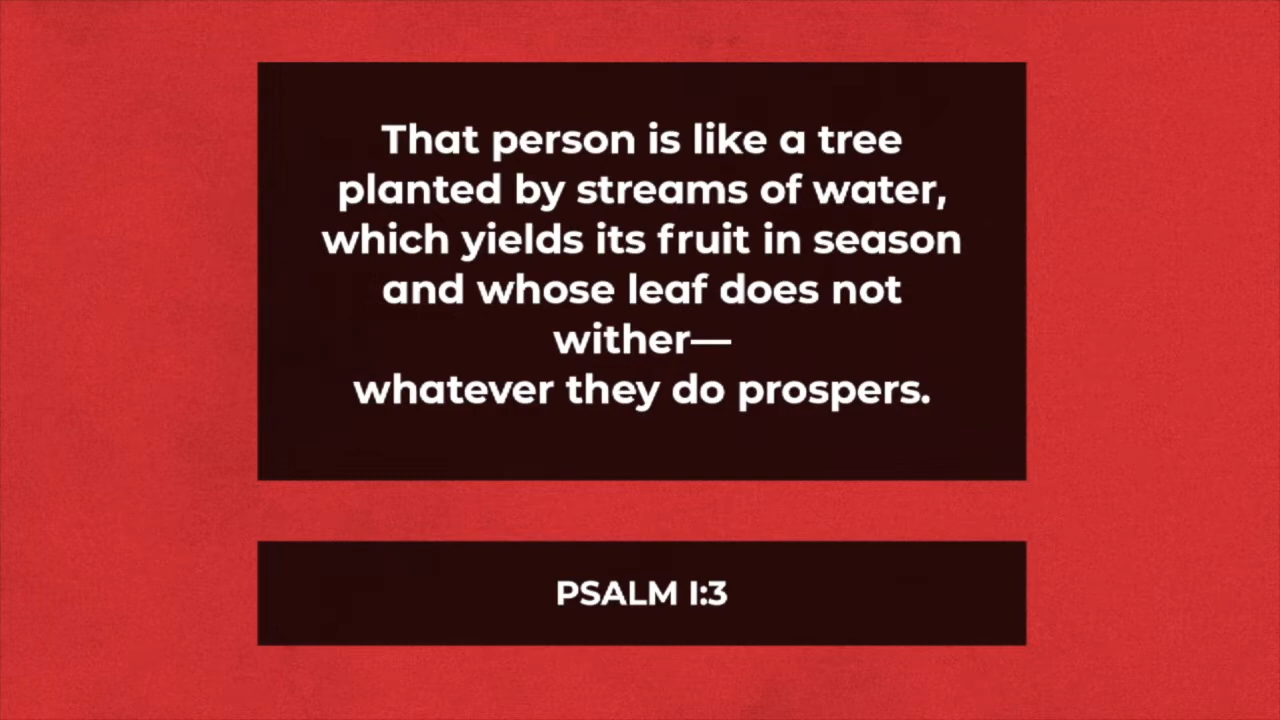 That person is like a tree
planted by streams of water,
which yields its fruit in season
and whose leaf does not
wither—
whatever they do prospers.
PSALM 1:3